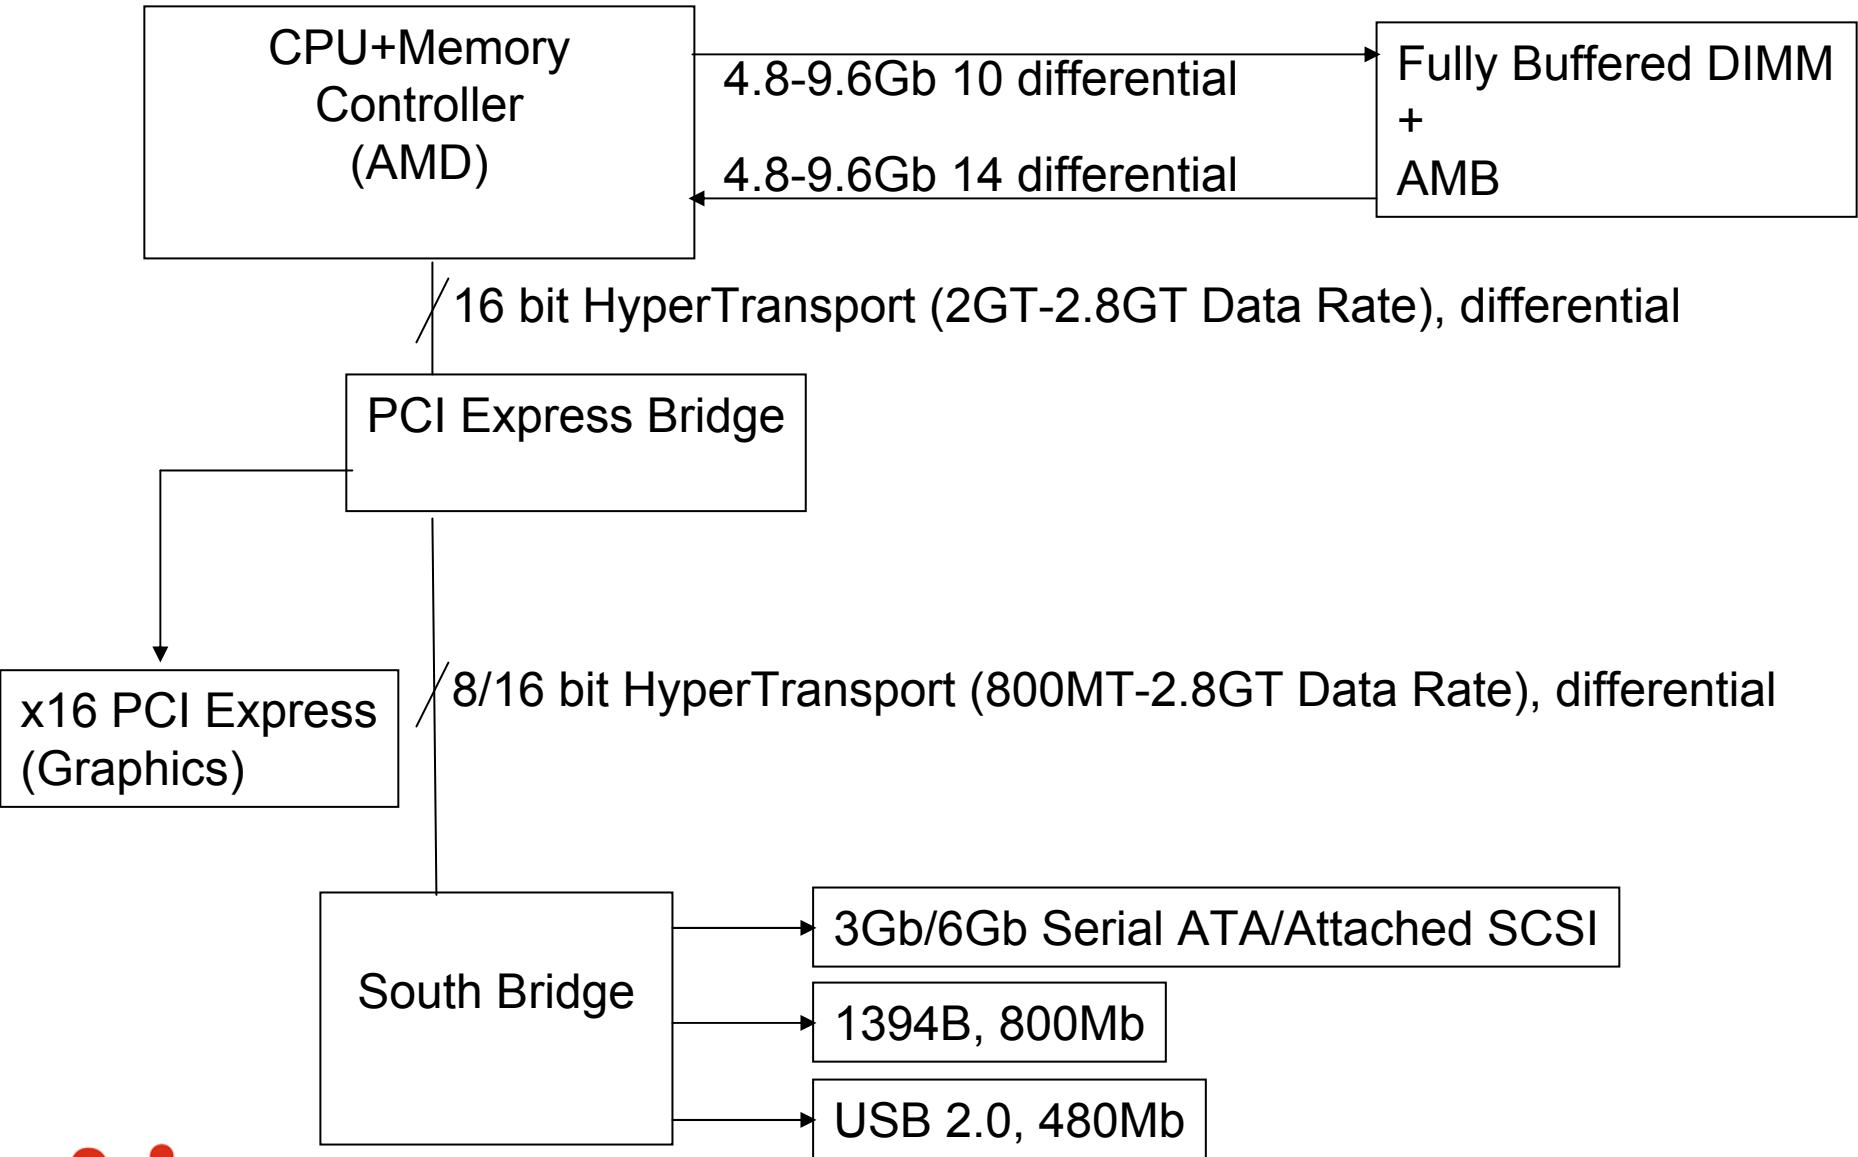 CPU+Memory
Controller
(AMD)
4.8-9.6Gb 10 differential
4.8-9.6Gb 14 differential
Fully Buffered DIMM
+
AMB
16 bit HyperTransport (2GT-2.8GT Data Rate), differential
PCI Express Bridge
x16 PCI Express
(Graphics)
8/16 bit HyperTransport (800MT-2.8GT Data Rate), differential
South Bridge
3Gb/6Gb Serial ATA/Attached SCSI
1394B, 800Mb
USB 2.0, 480Mb